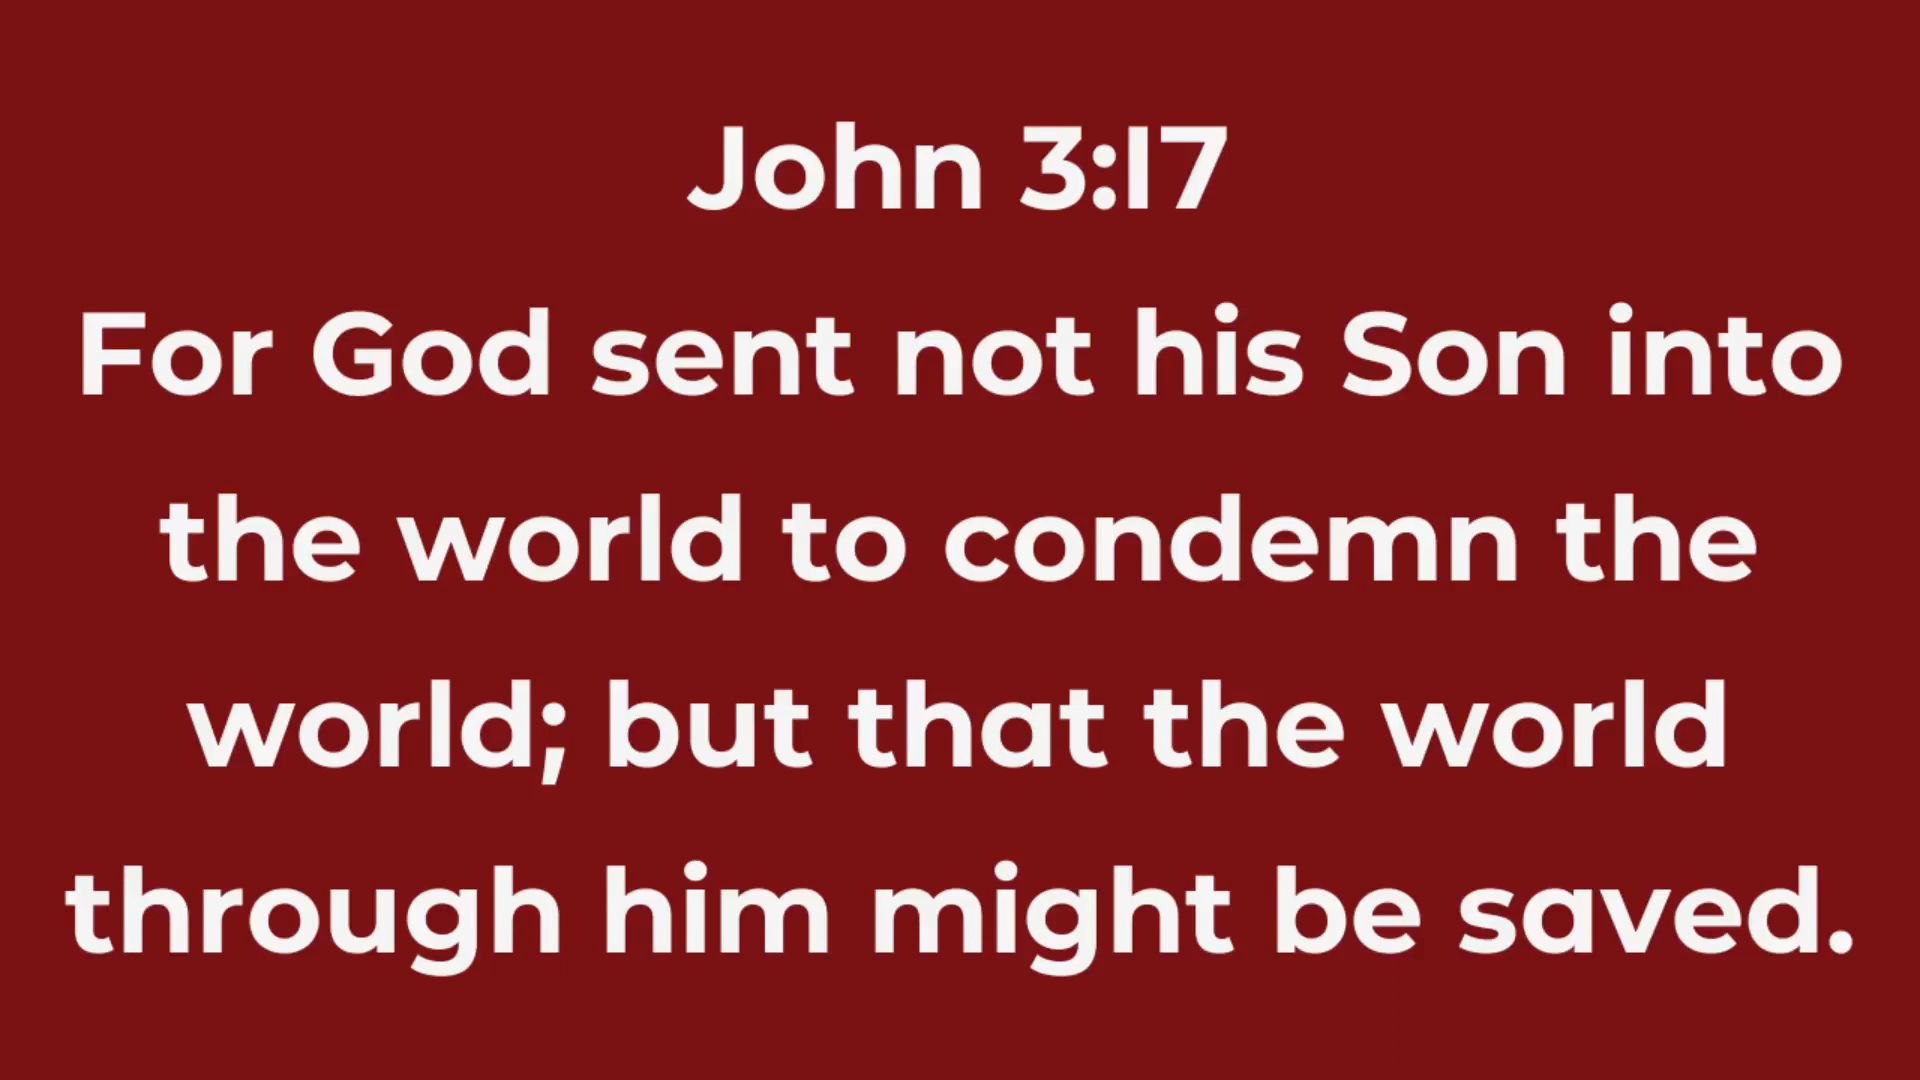 John 3:17
For God sent not his Son into
the world to condemn the
world; but that the world
through him might be saved.